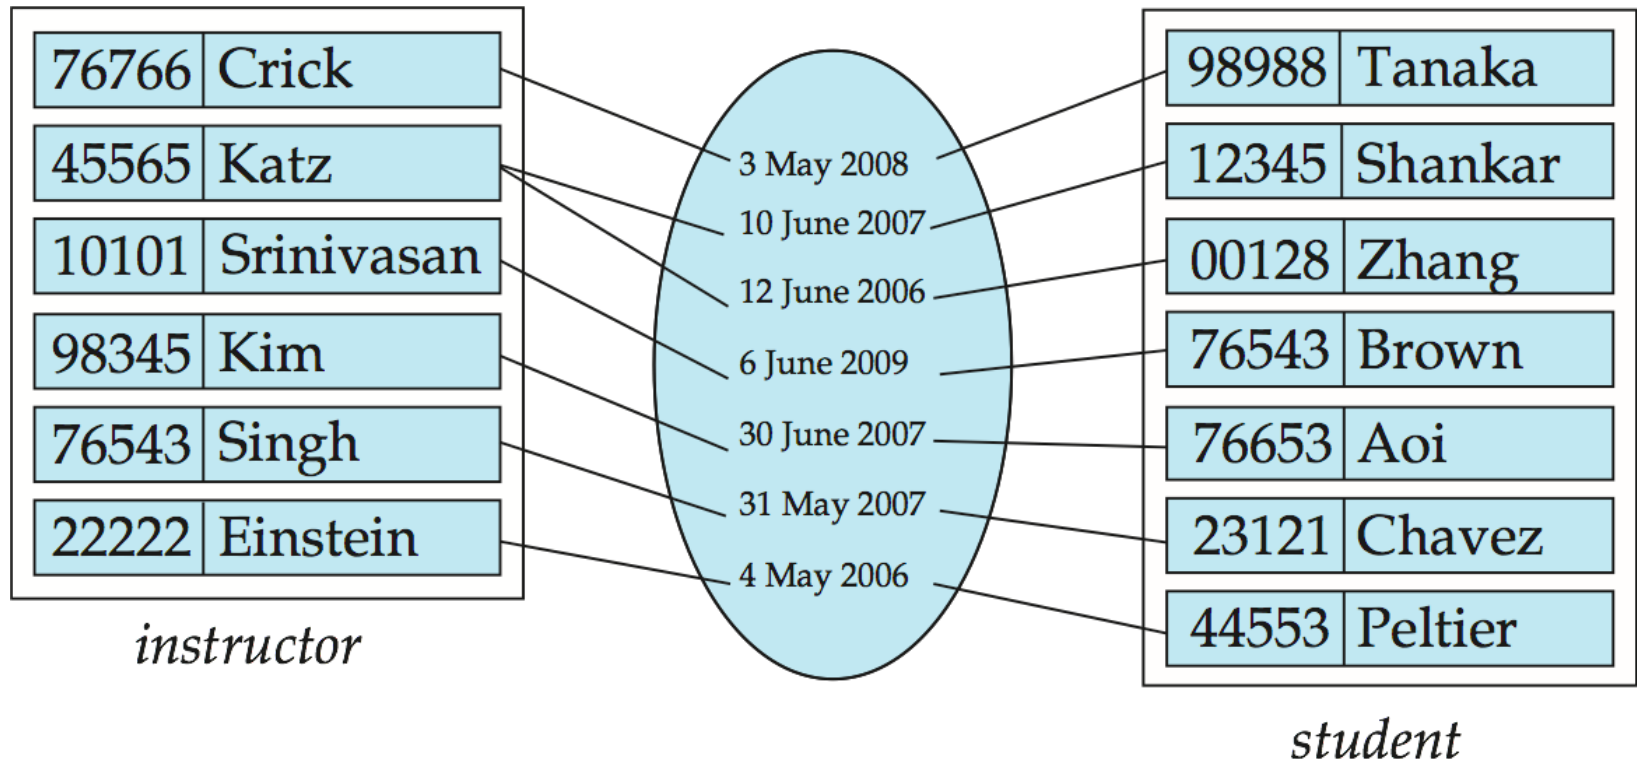 76766 Crick
45565 Katz
10101 Srinivasan
98345 Kim
76543 Singh
22222 Einstein
instructor
3 May 2008
10 June 2007
12 June 2006
6 June 2009
30 June 2007
31 May 2007
4 May 2006
98988 Tanaka
12345 Shankar
00128 Zhang
76543 Brown
76653 Aoi
23121 Chavez
44553 Peltier
student